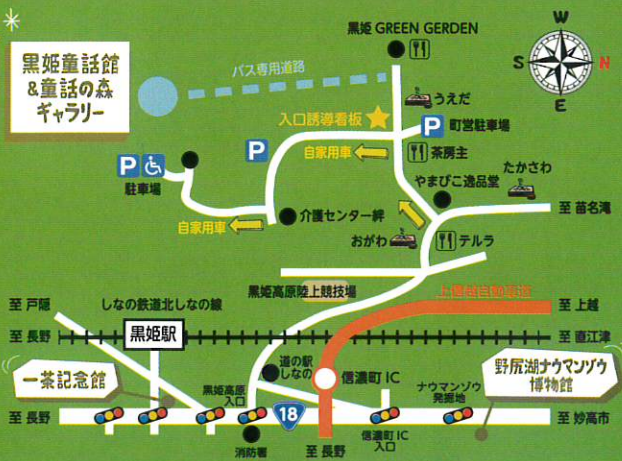 黒姫 GREEN GERDEN
W
S
N
E
黒姫童話館
&童話の森
ギャラリー
バス専用道路
うえだ
入口誘導看板
P 町営駐車場
P
自家用車
茶房主
P
駐車場
やまびこ逸品堂
たかさわ
至 苗名滝
自家用車
介護センター絆
おがわ
テルラ
黒姫高原陸上競技場
上信越自動車道
至 戸隠
しなの鉄道北しなの線
至 上越
至 長野
黒姫駅
至 直江津
一茶記念館
道の駅
しなの
信濃町 IC
野尻湖ナウマンゾウ
博物館
黒姫高原
入口
ナウマンゾウ
発掘地
至 長野
18
至 妙高市
消防署
至 長野
信濃町 IC
入口